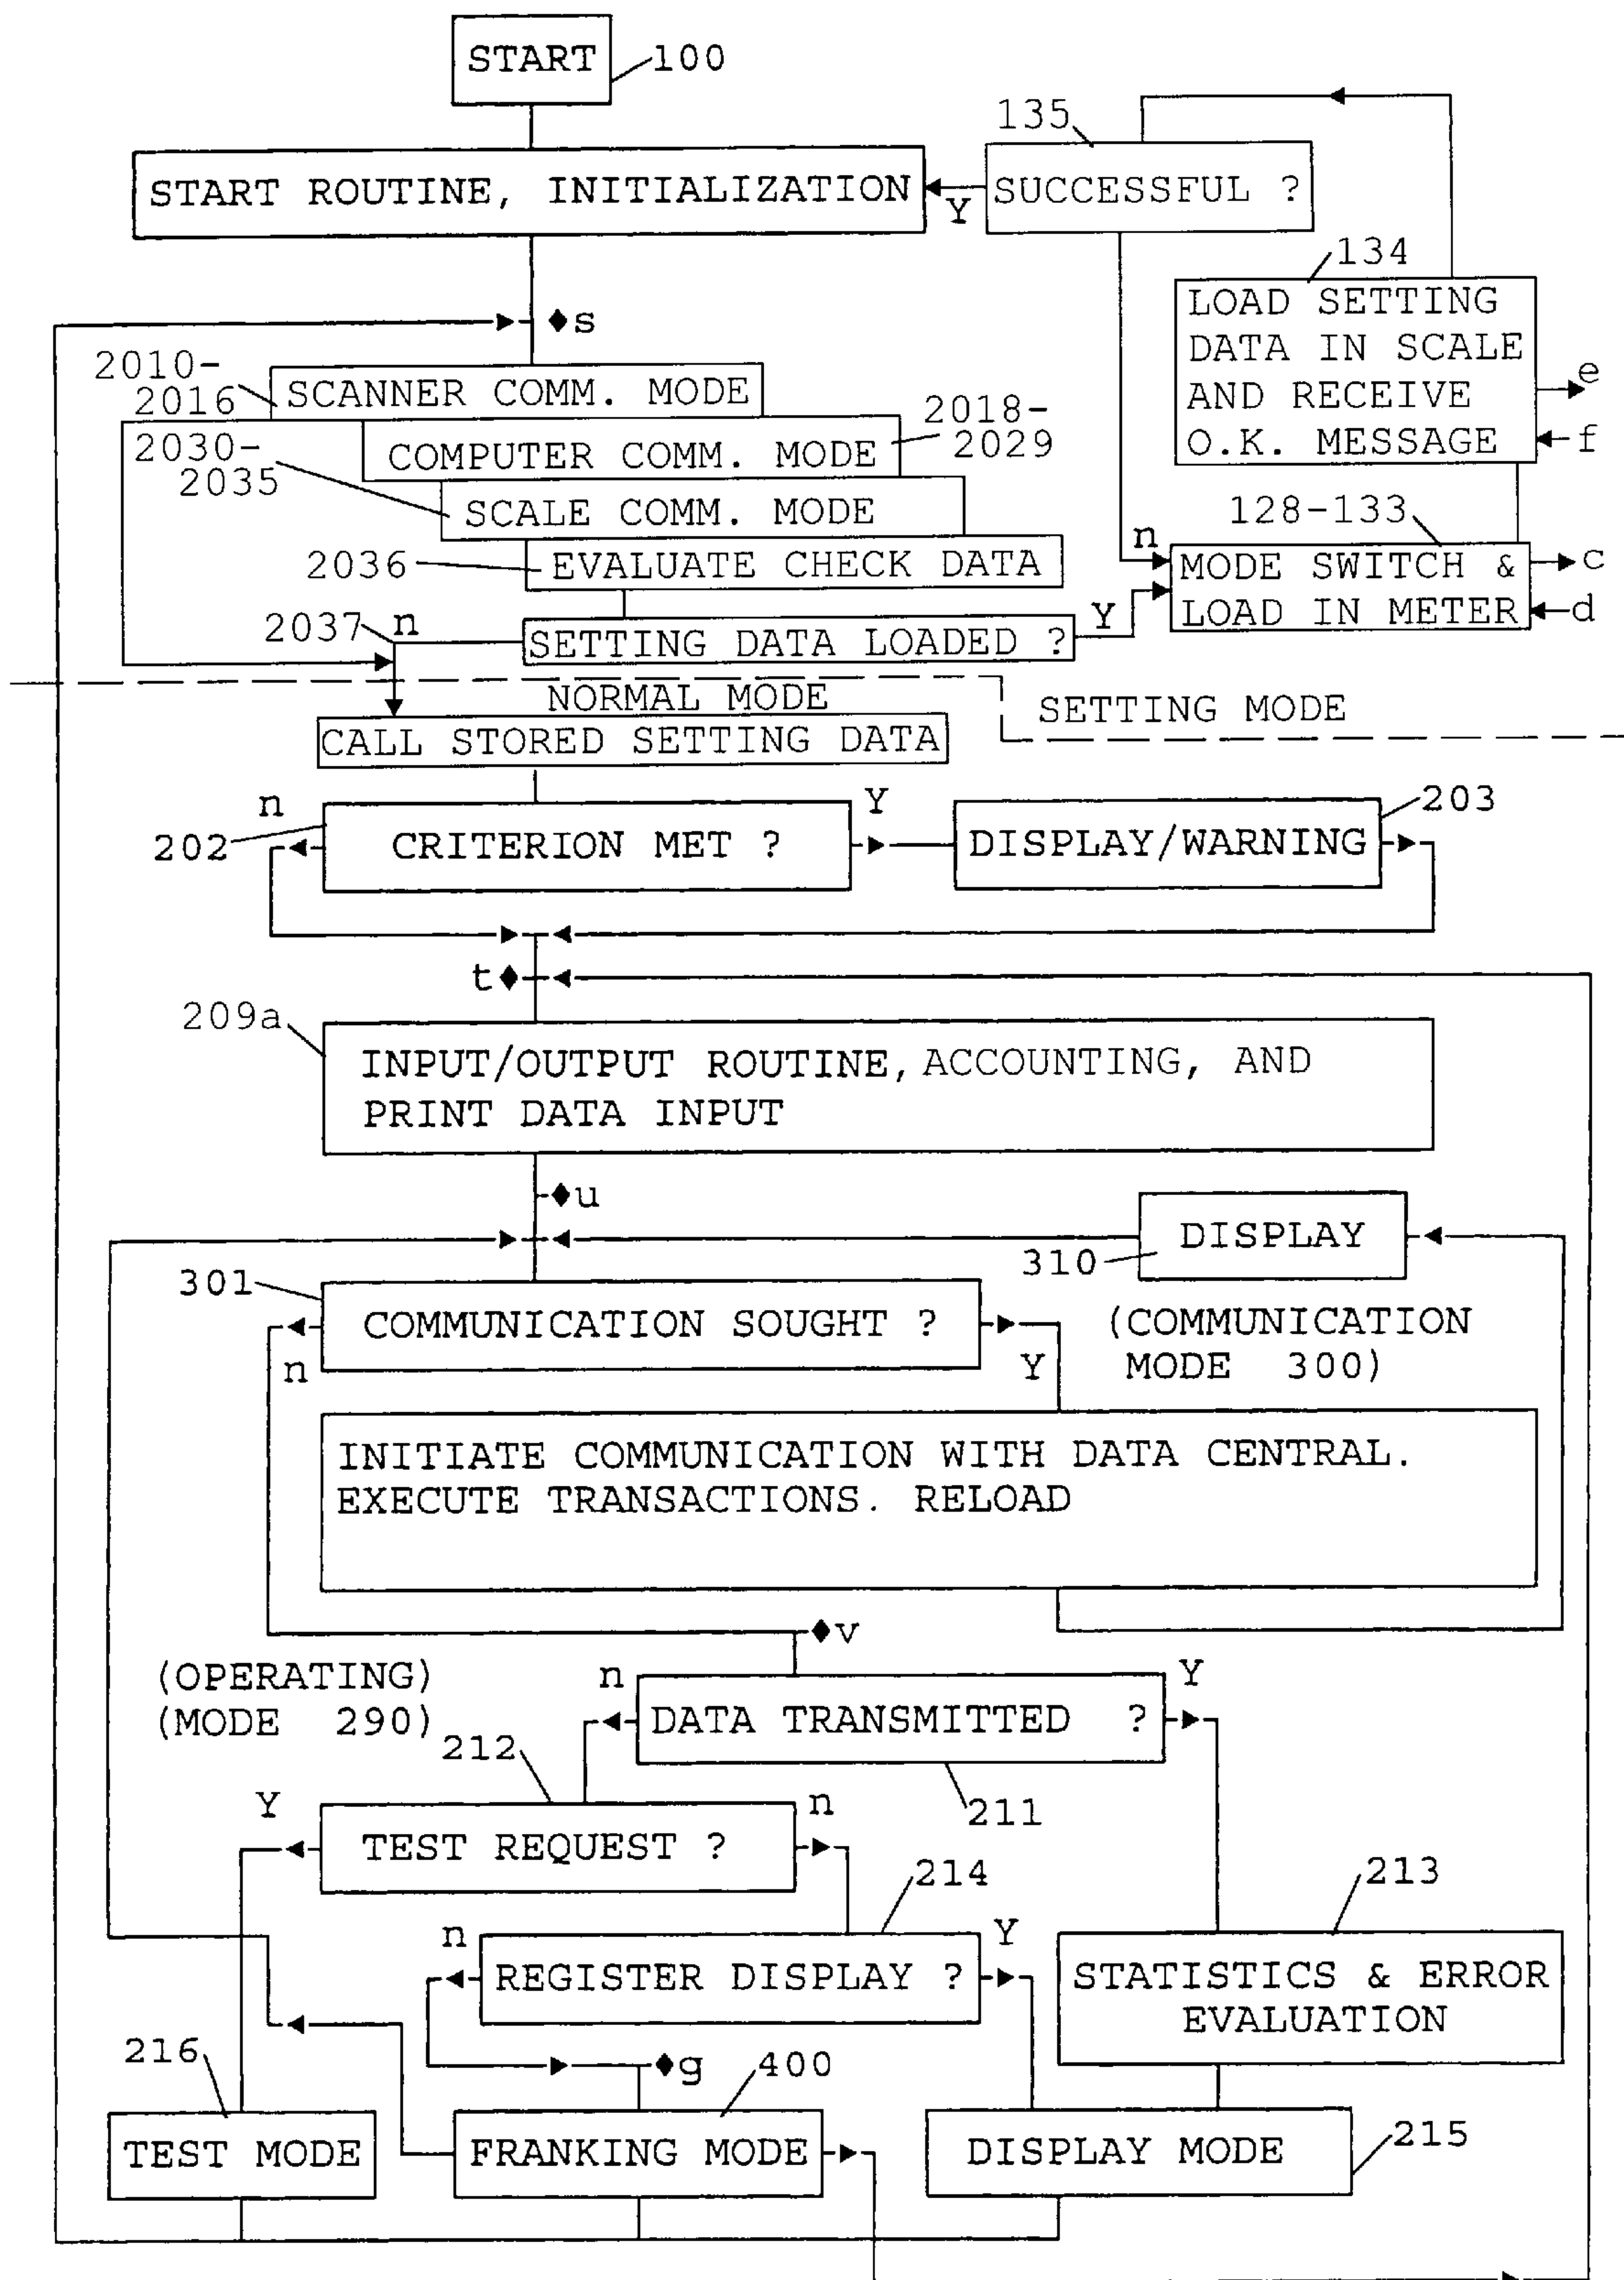 START
100
135
START ROUTINE, INITIALIZATION
Y
SUCCESSFUL ?
134
LOAD SETTING
DATA IN SCALE
AND RECEIVE
O.K. MESSAGE
e
f
♦s
2010-
2016
SCANNER COMM. MODE
2018-
2029
COMPUTER COMM. MODE
2030-
2035
SCALE COMM. MODE
128-133
2036
EVALUATE CHECK DATA
n
MODE SWITCH &
LOAD IN METER
c
d
2037
n
SETTING DATA LOADED ?
Y
NORMAL MODE
SETTING MODE
CALL STORED SETTING DATA
n
Y
203
202
CRITERION MET ?
DISPLAY/WARNING
t♦
209a
INPUT/OUTPUT ROUTINE, ACCOUNTING, AND
PRINT DATA INPUT
♦u
DISPLAY
310
301
COMMUNICATION SOUGHT ?
n
Y
(COMMUNICATION
MODE 300)
INITIATE COMMUNICATION WITH DATA CENTRAL.
EXECUTE TRANSACTIONS. RELOAD
♦v
(OPERATING)
(MODE 290)
n
Y
DATA TRANSMITTED ?
212
211
Y
n
TEST REQUEST ?
214
213
n
Y
REGISTER DISPLAY ?
STATISTICS & ERROR
EVALUATION
216
♦g
400
TEST MODE
FRANKING MODE
DISPLAY MODE
215